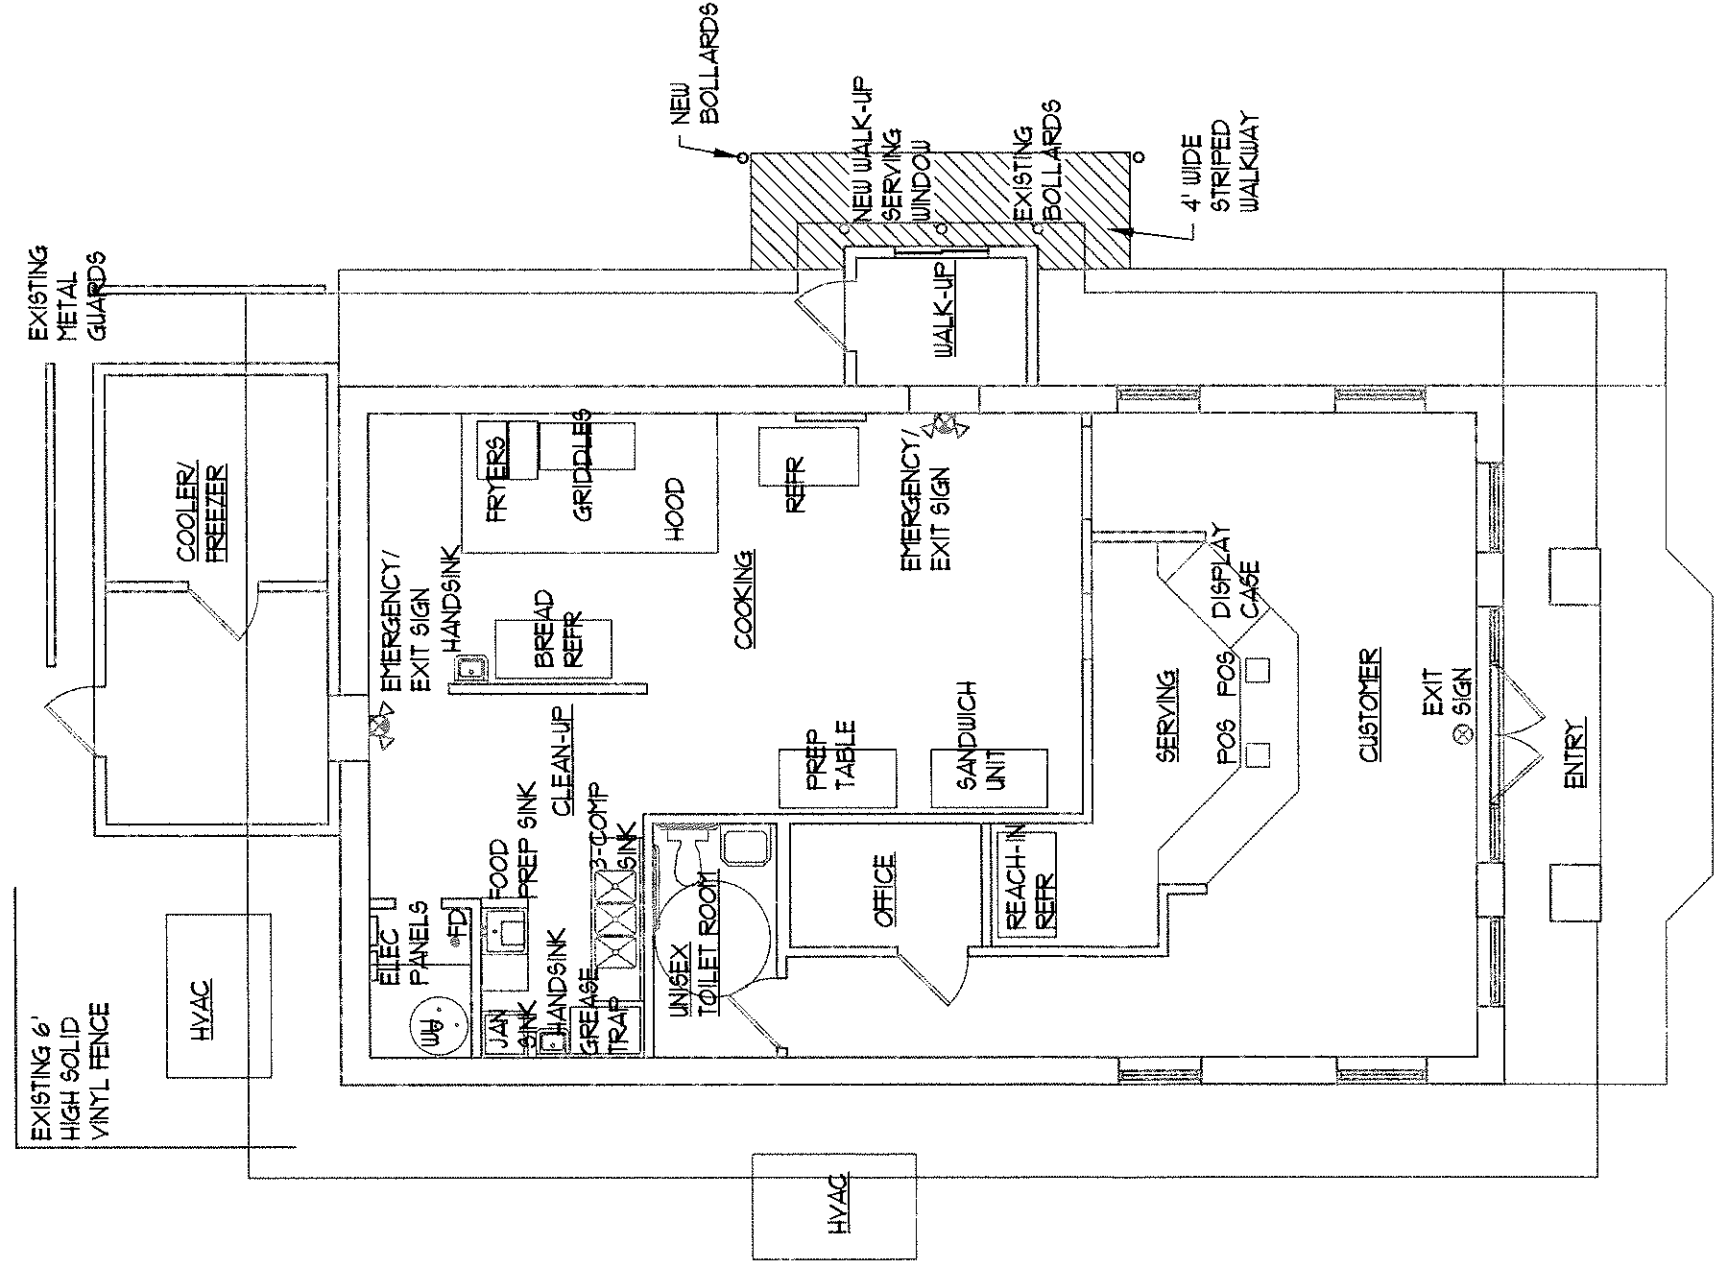 EXISTING 6'
HIGH SOLID
VINYL FENCE
HVAC
EXISTING
METAL
GUARDS
COOLER/
FREEZER
ELEC
PANELS
FD
WH
EMERGENCY/
EXIT SIGN
HANDSINK
FRYERS
GRIDDLES
HOOD
BREAD
REFR
JAN
SINK
HANDSINK
GREASE
TRAP
FOOD
PREP SINK
CLEAN-UP
3-COMP
SINK
UNISEX
TOILET ROOM
COOKING
REFR
PREP
TABLE
SANDWICH
UNIT
EMERGENCY/
EXIT SIGN
NEW
BOLLARDS
NEW WALK-UP
SERVING
WINDOW
EXISTING
BOLLARDS
4' WIDE
STRIPED
WALKWAY
WALK-UP
OFFICE
REACH-IN
REFR
HVAC
SERVING
POS
POS
DISPLAY
CASE
CUSTOMER
EXIT
SIGN
ENTRY